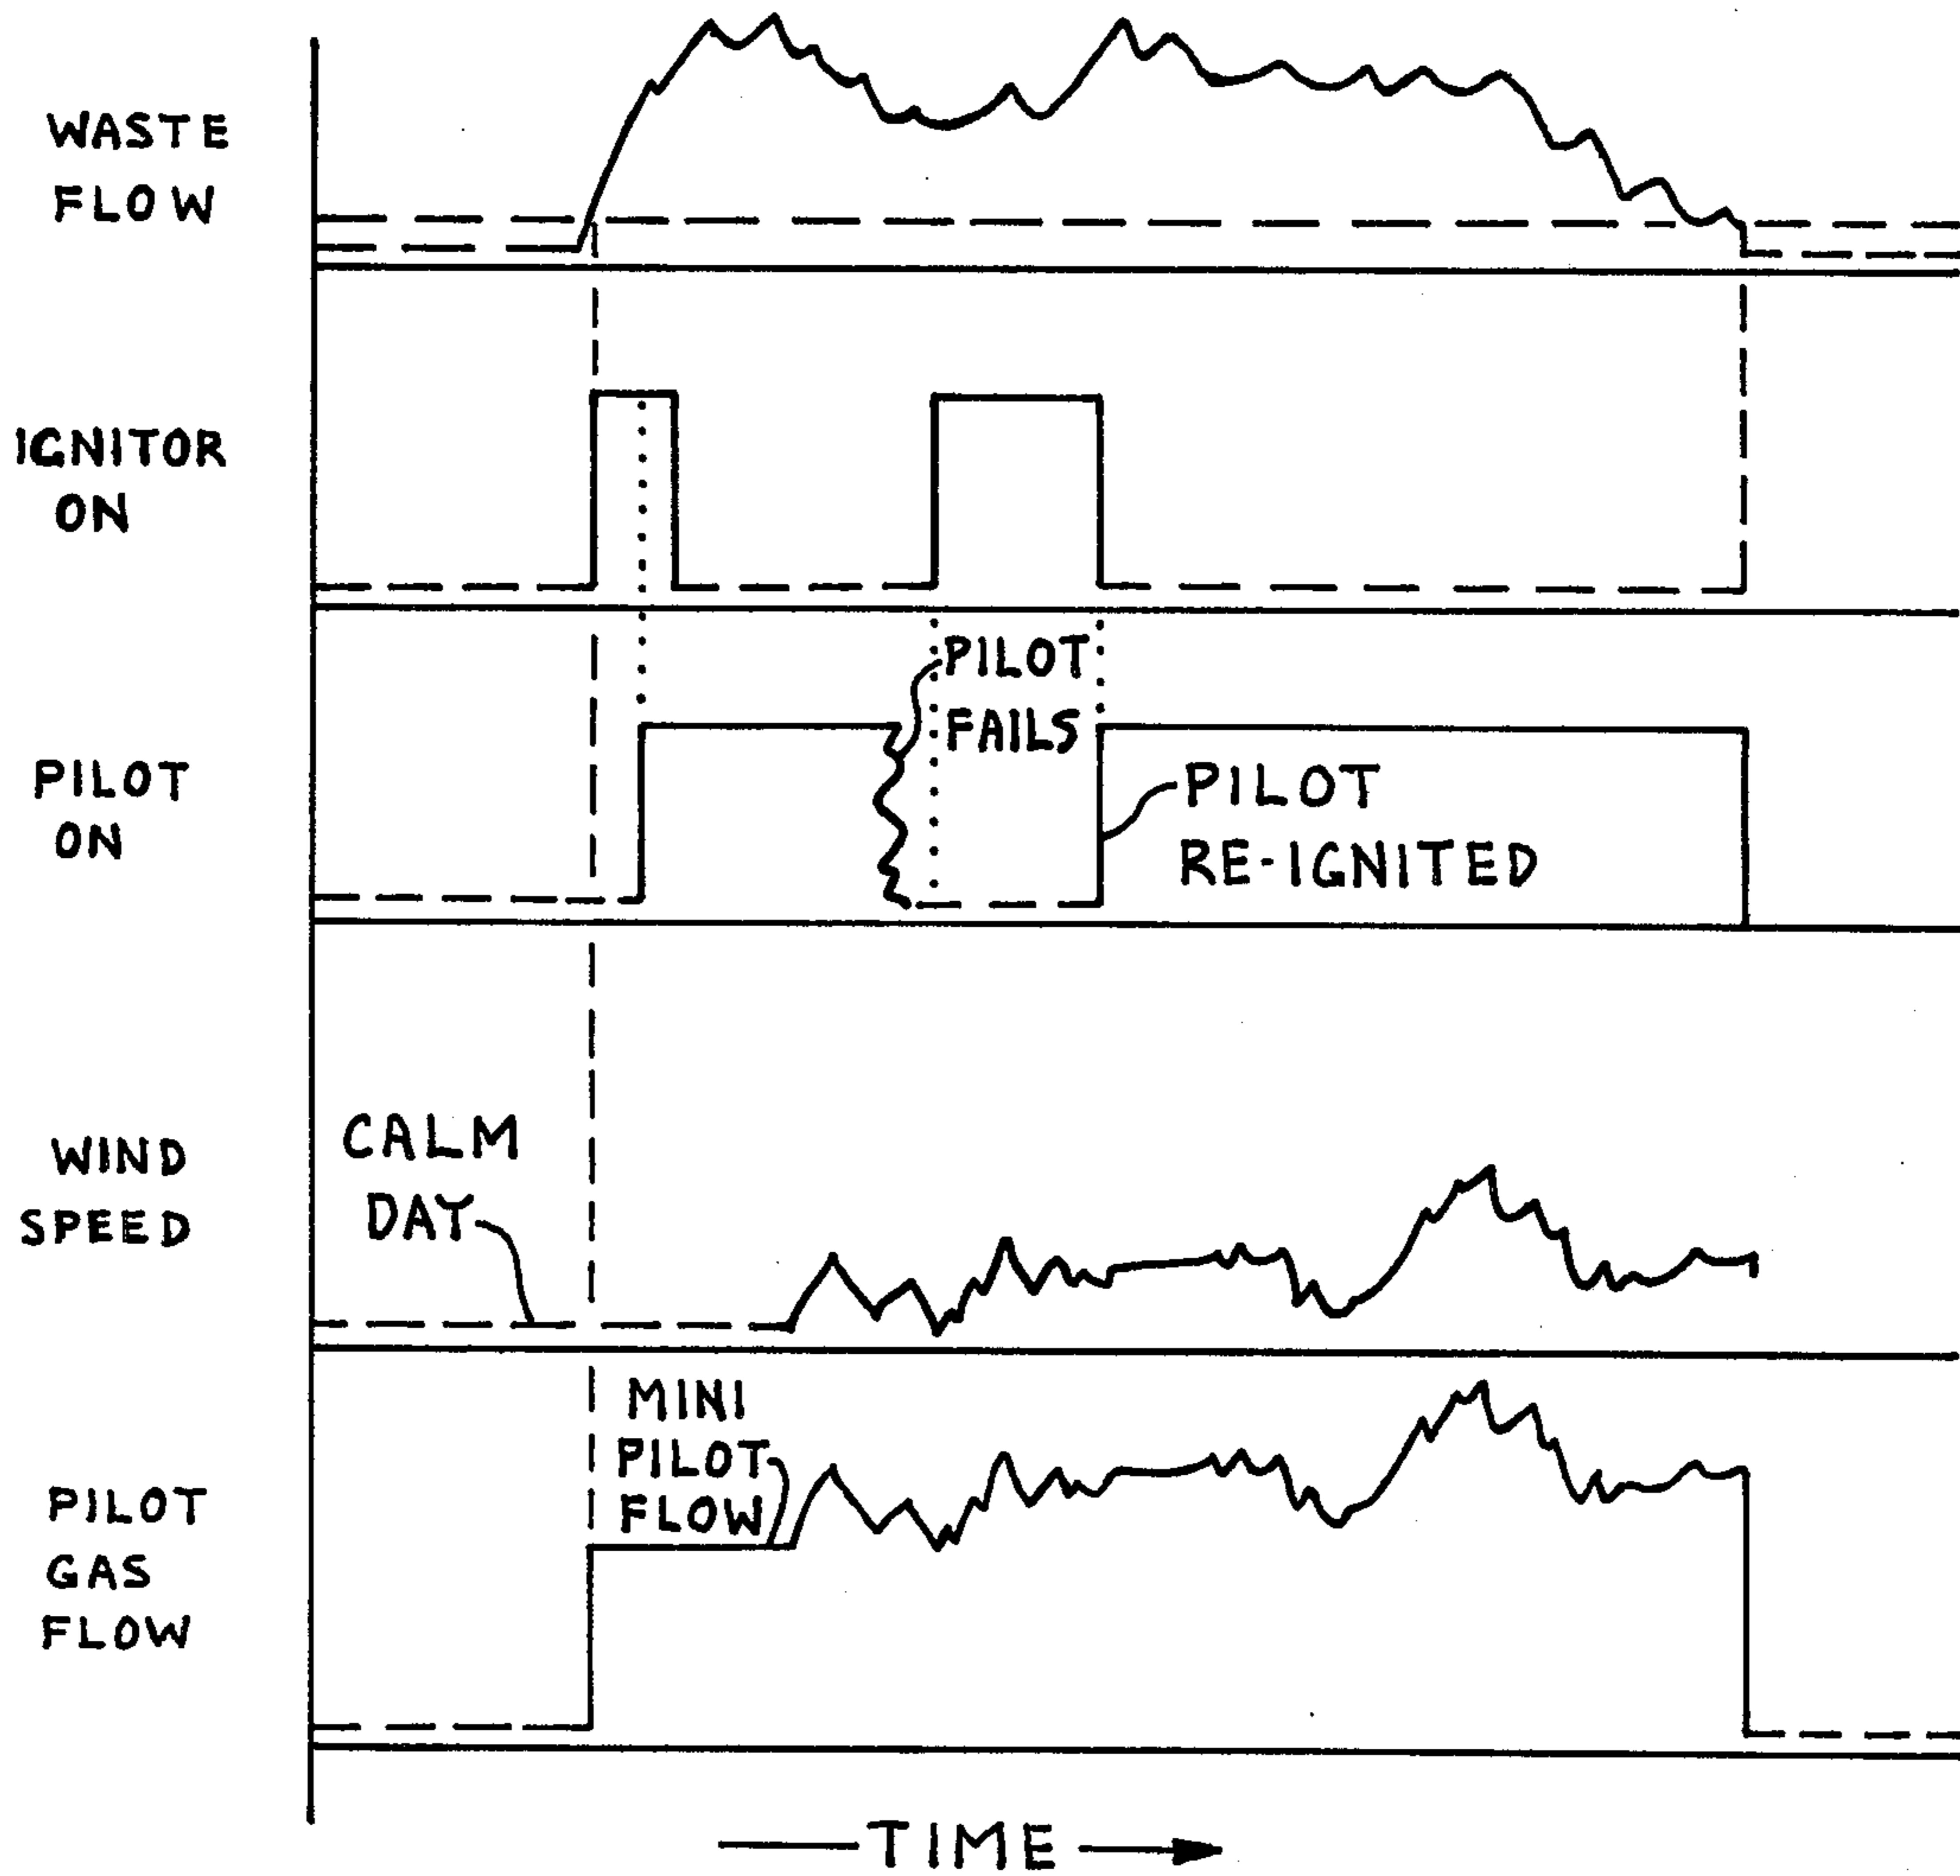 WASTE
FLOW
IGNITOR
ON
PILOT
FAILS
PILOT
ON
PILOT
RE-IGNITED
WIND
SPEED
CALM
DAY
MINI
PILOT
FLOW
PILOT
GAS
FLOW
TIME